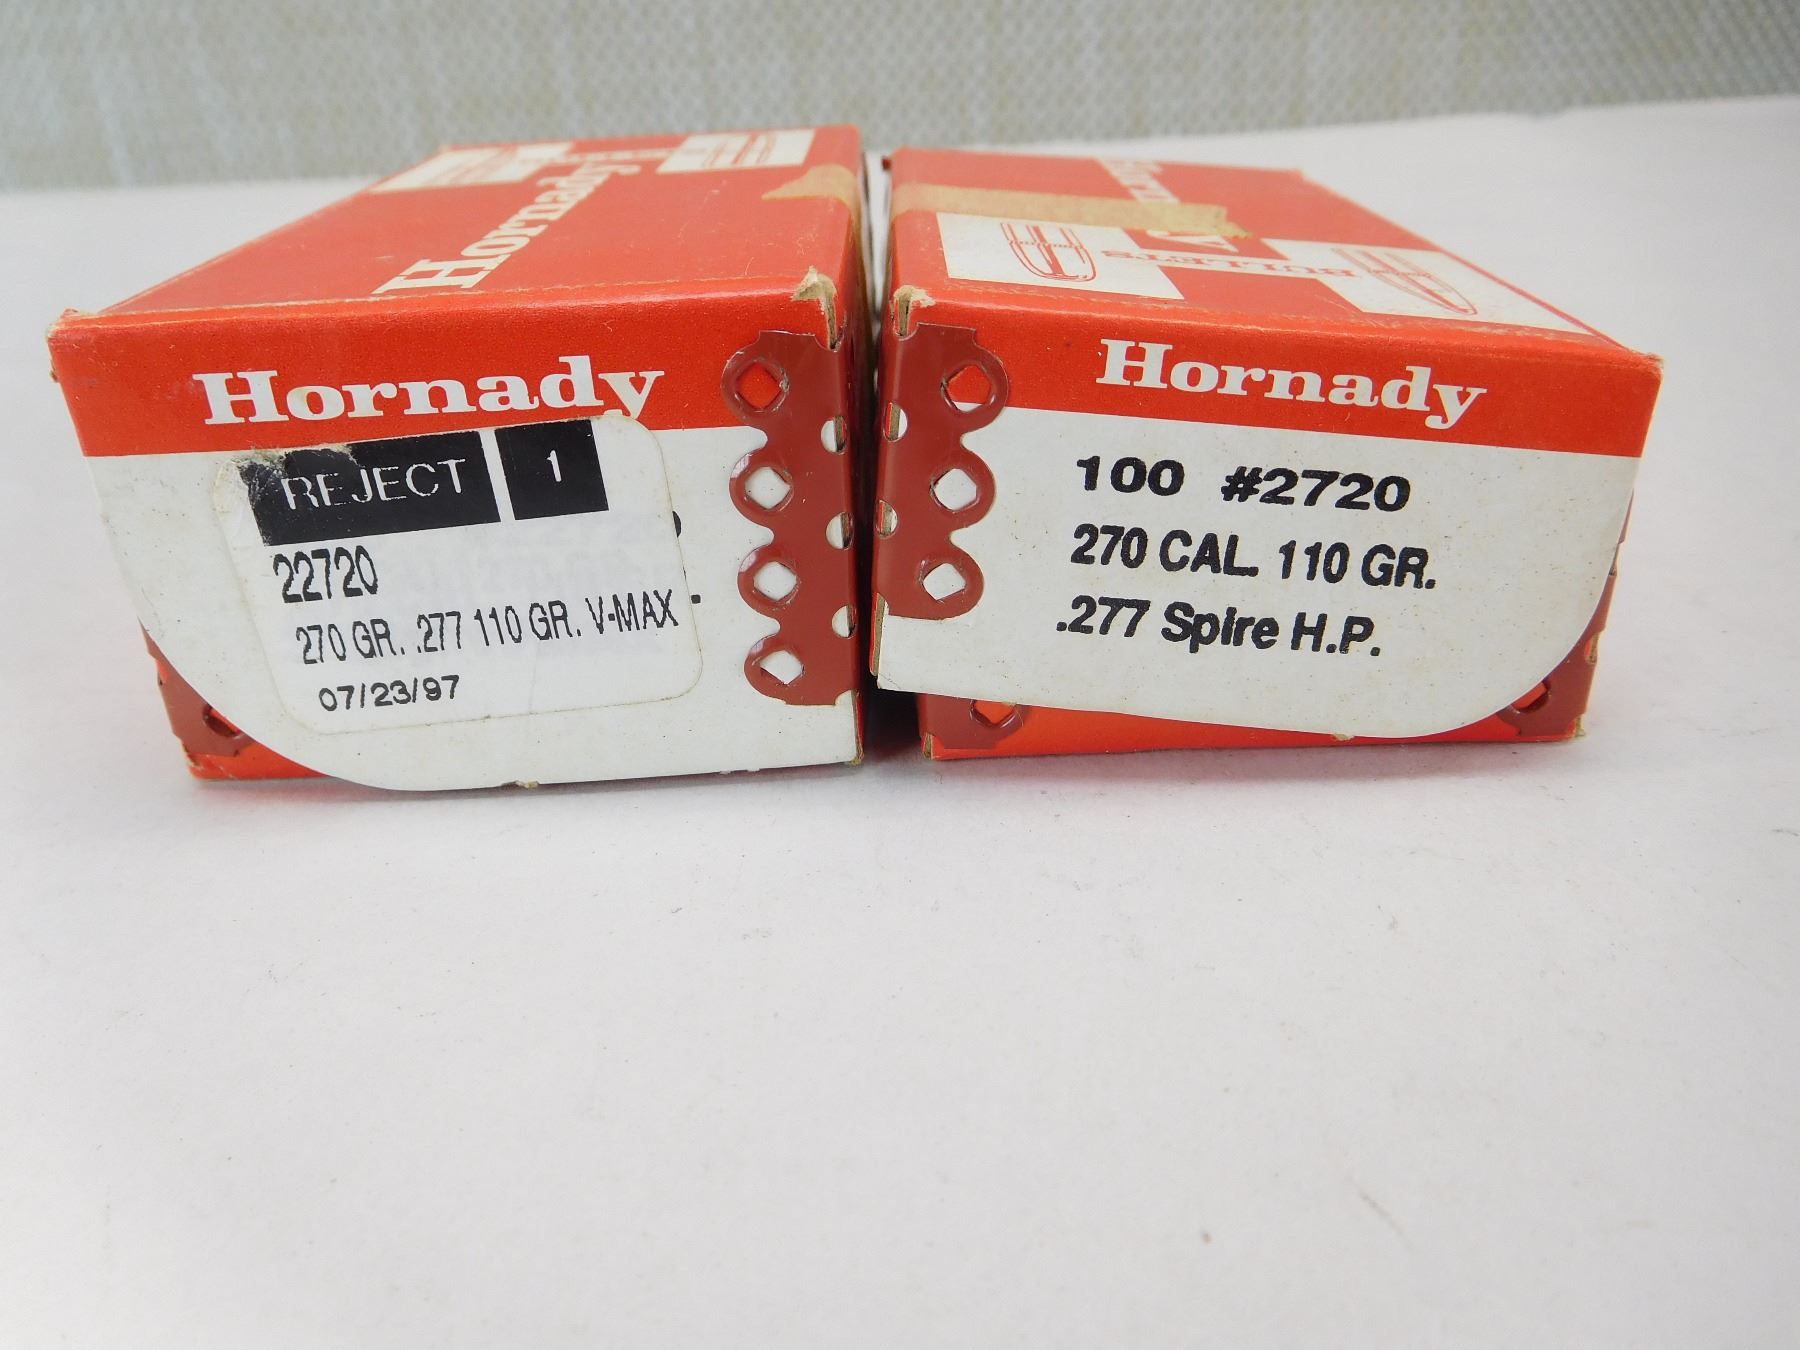 Hornady
Hornady
REJECT 1
22720
270 GR. .277 110 GR. V-MAX
07/23/97
BULLETS
Hornady
100 #2720
270 CAL. 110 GR.
.277 Spire H.P.